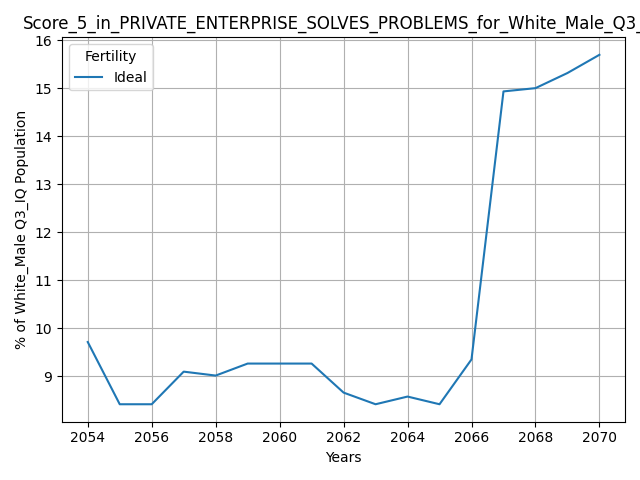 Score_5_in_PRIVATE_ENTERPRISE_SOLVES_PROBLEMS_for_White_Male_Q3_
Fertility
Ideal
% of White_Male Q3_IQ Population
16
15
14
13
12
11
10
9
2054 2056 2058 2060 2062 2064 2066 2068 2070
Years